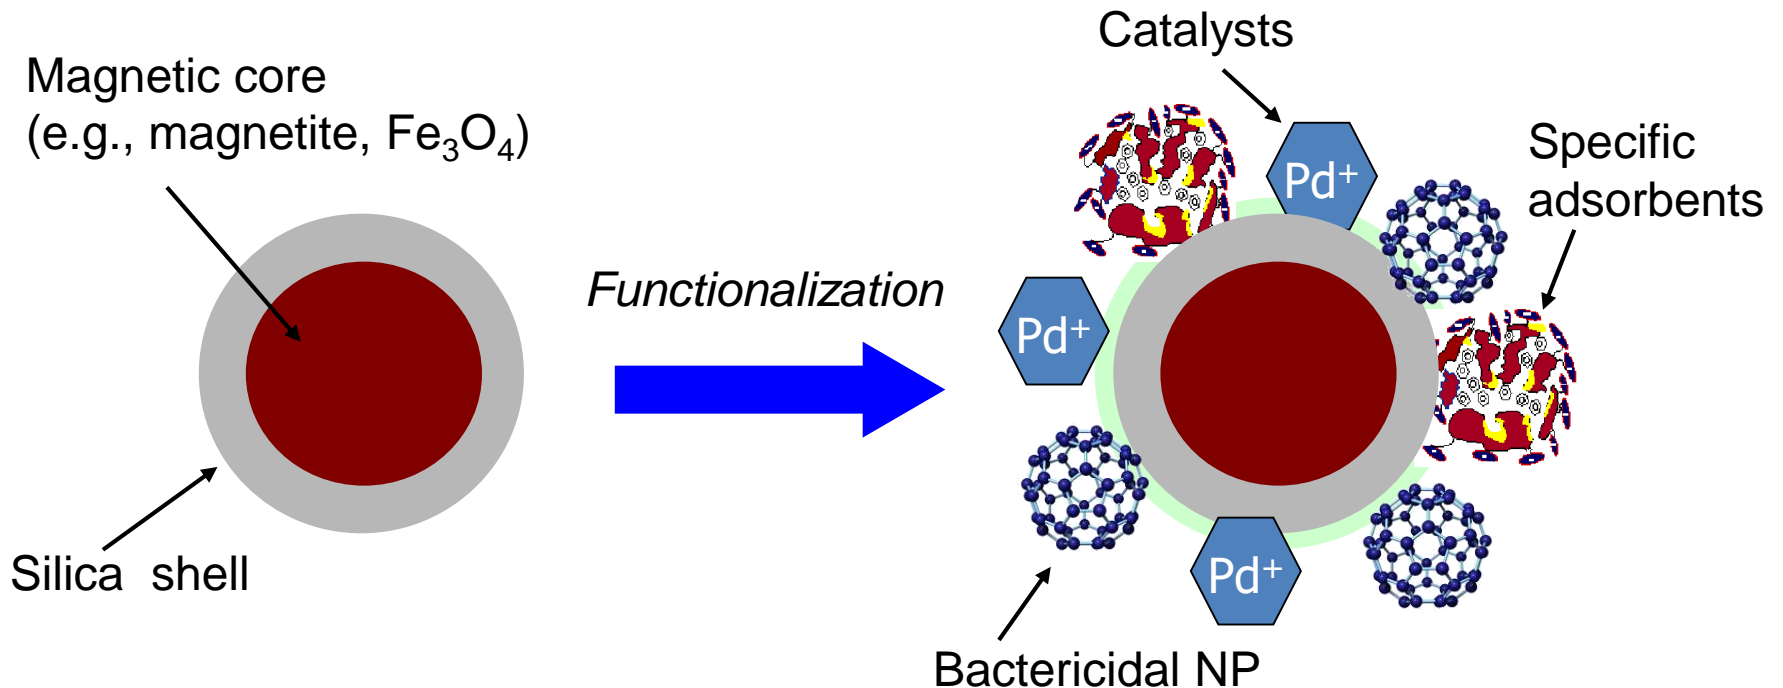 Magnetic core
(e.g., magnetite, Fe₃O₄)
Silica  shell
Functionalization
Catalysts
Pd⁺
Specific
adsorbents
Pd⁺
Pd⁺
Bactericidal NP